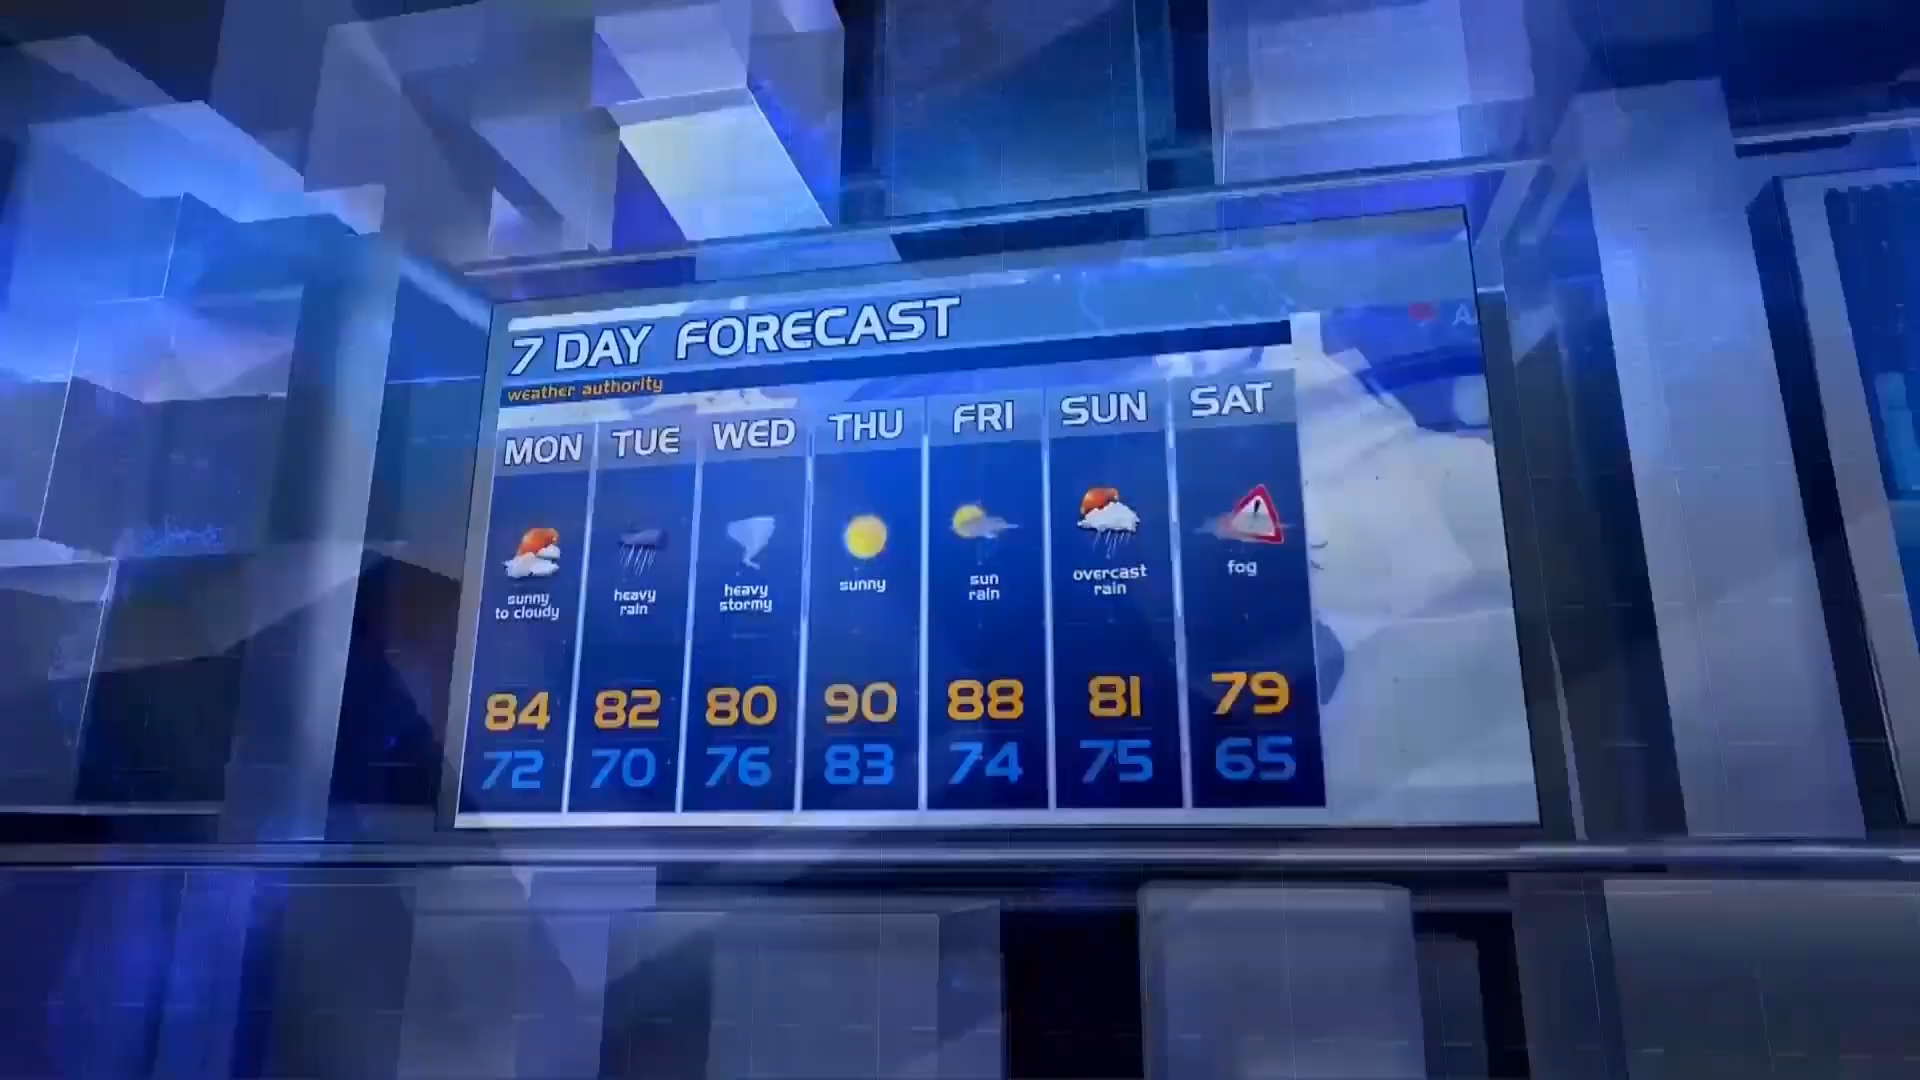 7 DAY FORECAST
weather authority
MON TUE WED THU FRI SUN SAT
sunny
to cloudy
heavy
rain
heavy
stormy
sunny
sun
rain
overcast
rain
fog
84 82 80 90 88 81 79
72 70 76 83 74 75 65